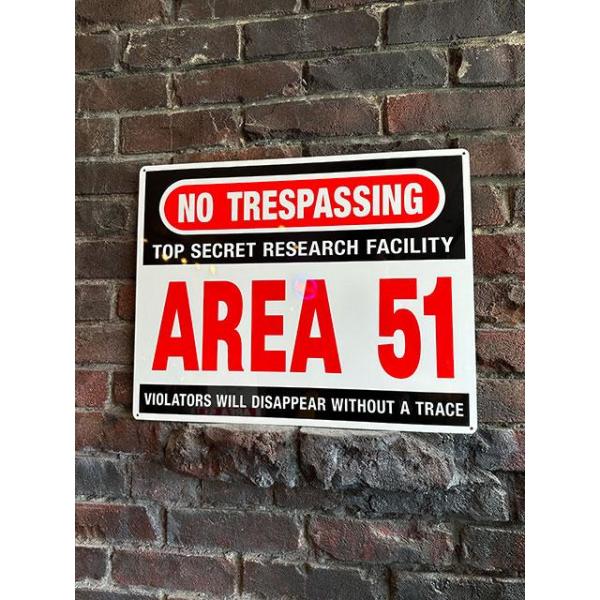 NO TRESPASSING
TOP SECRET RESEARCH FACILITY
AREA 51
VIOLATORS WILL DISAPPEAR WITHOUT A TRACE